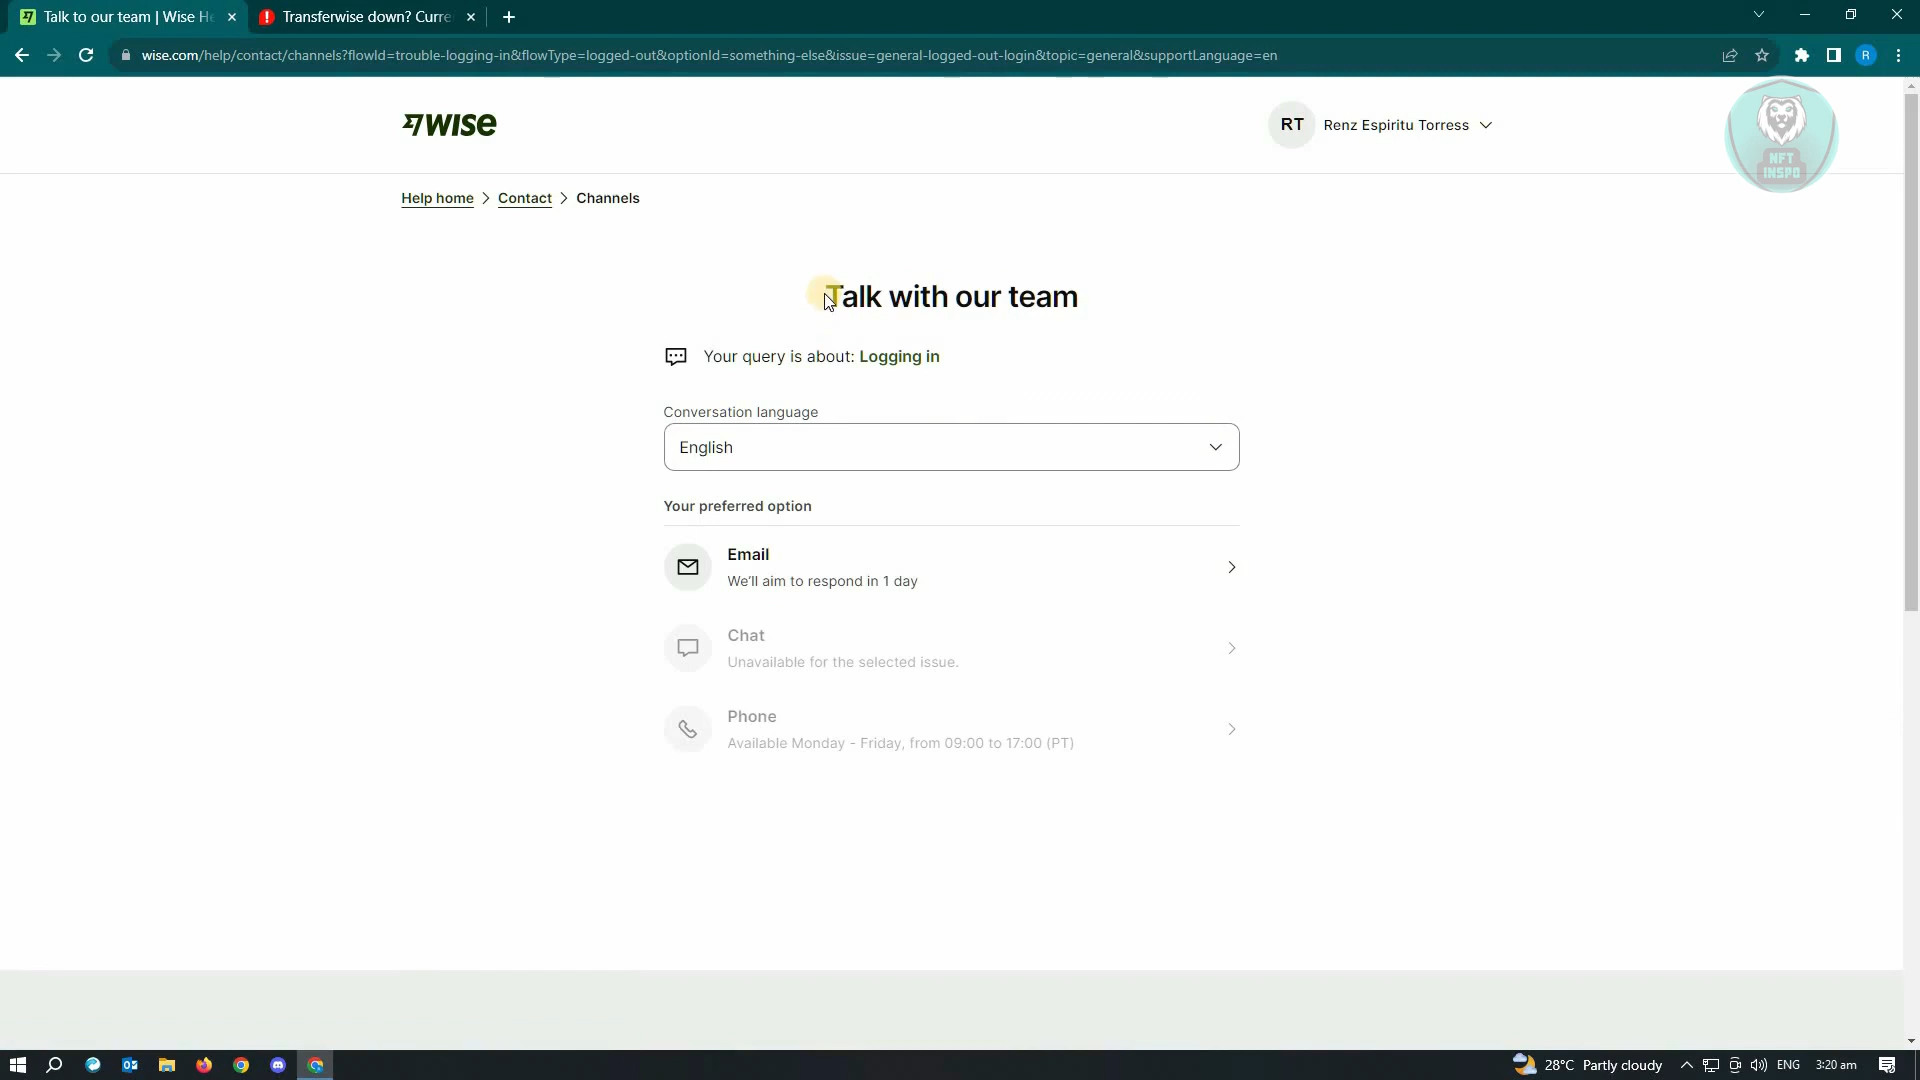 Talk to our team | Wise He
Transferwise down? Curre
wise.com/help/contact/channels?flowId=trouble-logging-in&flowType=logged-out&optionId=something-else&issue=general-logged-out-login&topic=general&supportLanguage=en
R
WISE
RT
Renz Espiritu Torress
NFT
INSPO
Help home > Contact > Channels
Talk with our team
Your query is about: Logging in
Conversation language
English
Your preferred option
Email
We'll aim to respond in 1 day
Chat
Unavailable for the selected issue.
Phone
Available Monday - Friday, from 09:00 to 17:00 (PT)
28°C Partly cloudy
ENG
3:20 am